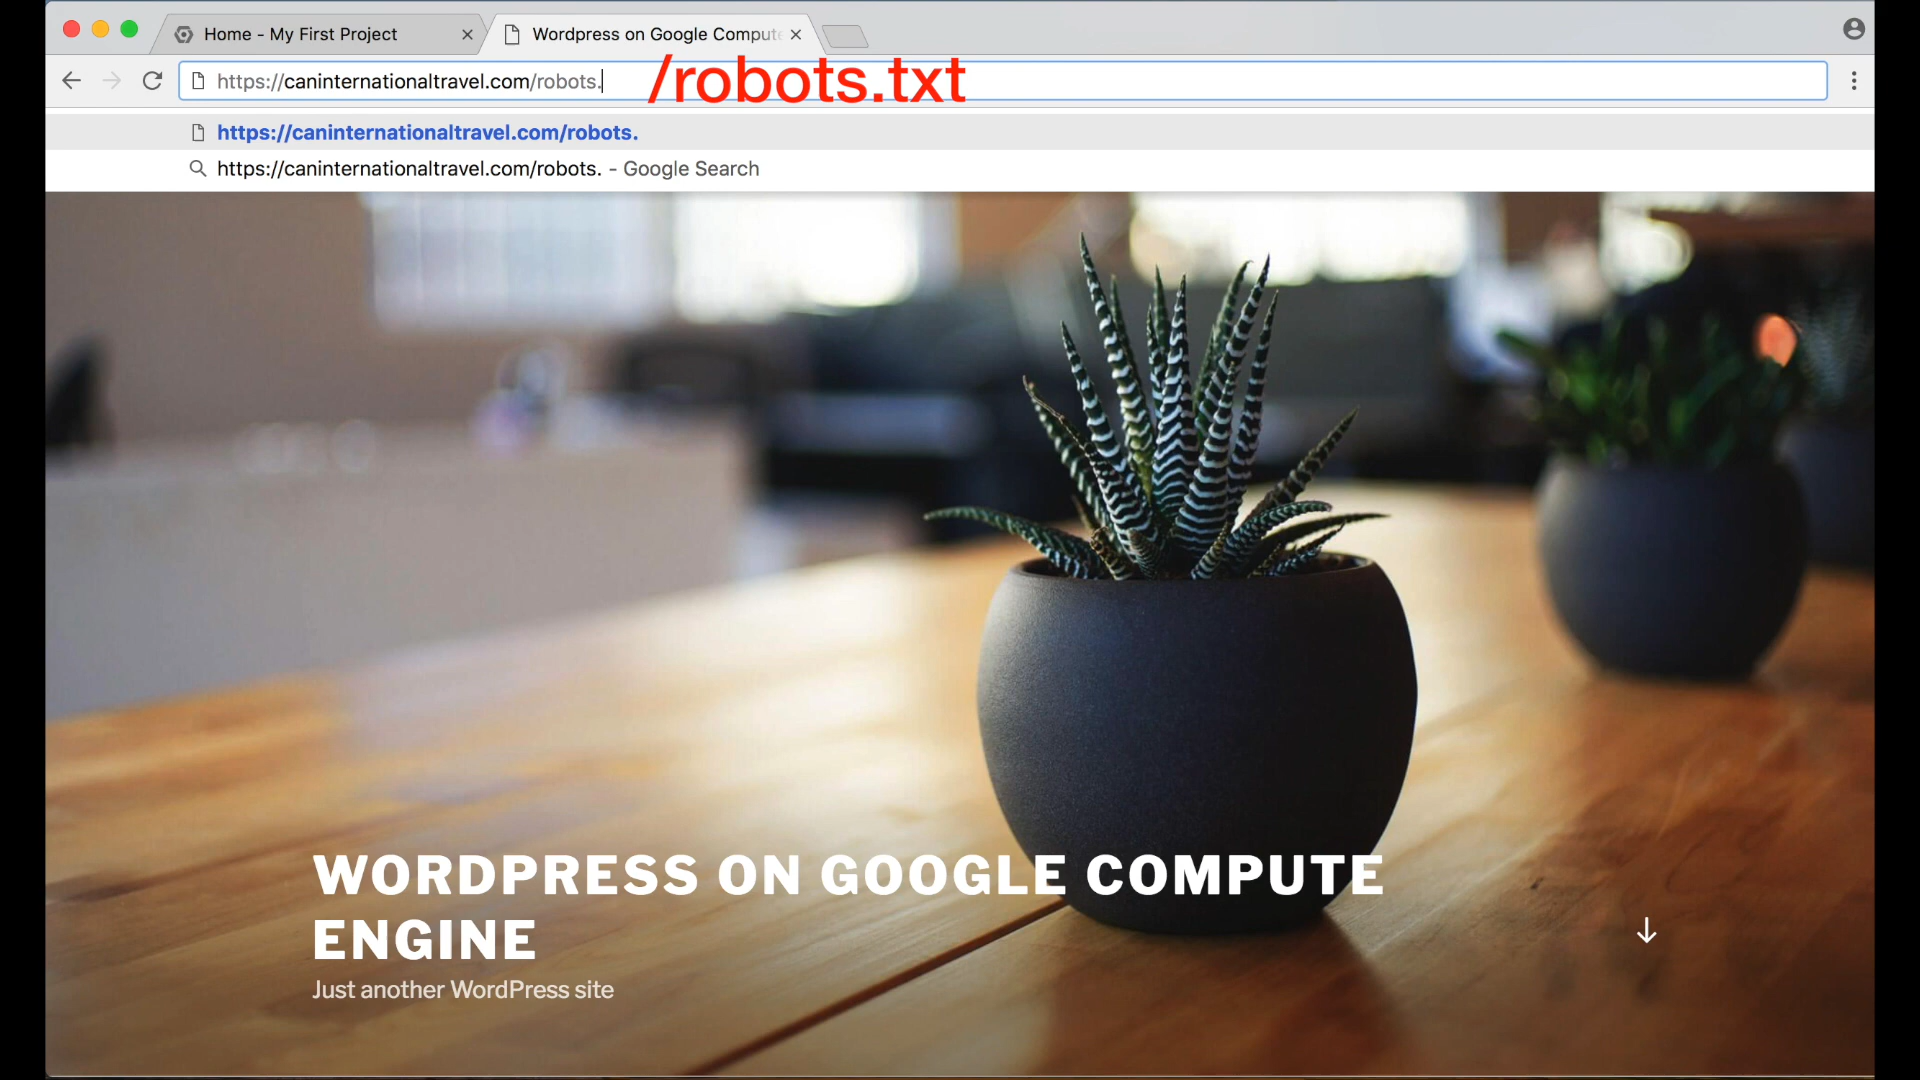 Home - My First Project
Wordpress on Google Compute
https://caninternationaltravel.com/robots.
/robots.txt
https://caninternationaltravel.com/robots.
https://caninternationaltravel.com/robots. - Google Search
WORDPRESS ON GOOGLE COMPUTE
ENGINE
Just another WordPress site